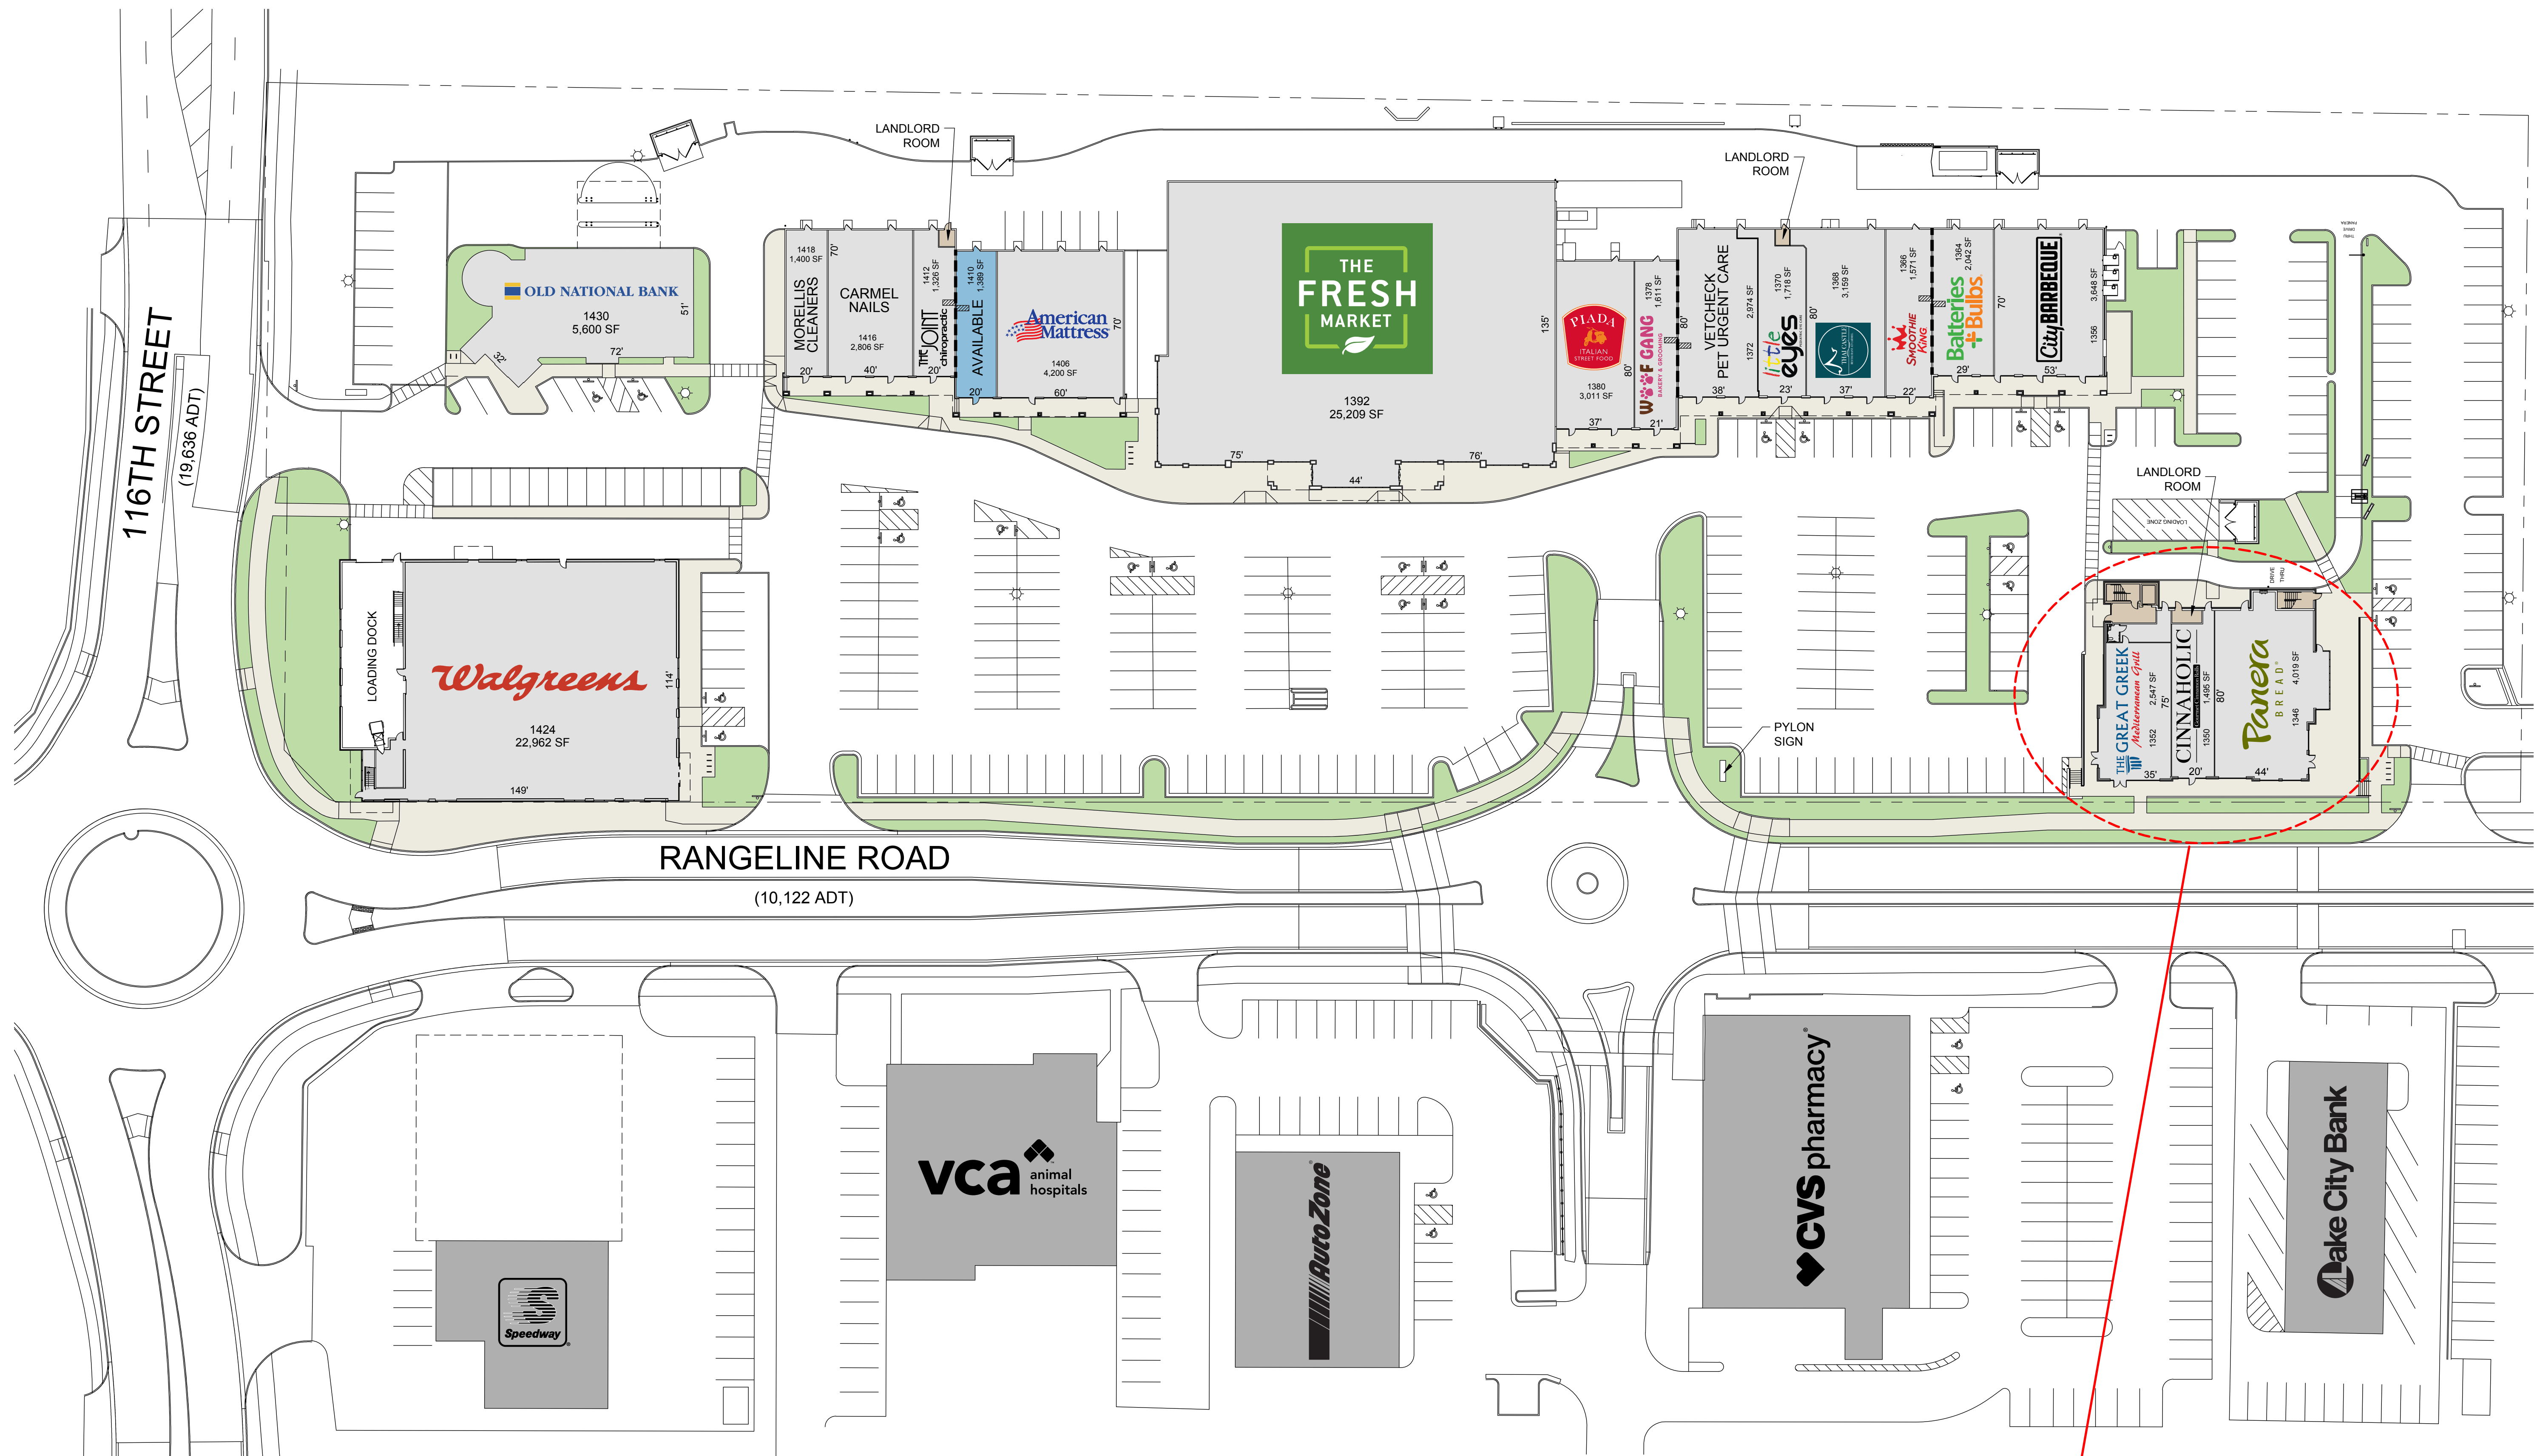 116TH STREET
(19,636 ADT)
OLD NATIONAL BANK
1430
5,600 SF
51'
32'
72'
LANDLORD
ROOM
1418
1,400 SF
MORELLIS
CLEANERS
20'
70'
CARMEL
NAILS
1416
2,806 SF
40'
1412
1,326 SF
THE JOINT
chiropractic
20'
1410
1,389 SF
AVAILABLE
20'
American
Mattress
70'
1406
4,200 SF
60'
THE
FRESH
MARKET
1392
25,209 SF
135'
75'
44'
76'
PIADA
ITALIAN
STREET FOOD
80'
1380
3,011 SF
37'
1378
1,611 SF
WOOF GANG
BAKERY & GROOMING
80'
21'
LANDLORD
ROOM
VETCHECK
PET URGENT CARE
1372
2,974 SF
38'
1370
1,718 SF
little
eyes
23'
80'
1368
3,159 SF
THAI CASTLE
37'
1366
1,571 SF
SMOOTHIE
KING
22'
1364
2,042 SF
Batteries
+Bulbs
29'
70'
City BARBEQUE
3,648 SF
1356
53'
PANERA
DRIVE
THRU
LANDLORD
ROOM
LOADING ZONE
DRIVE
THRU
LOADING DOCK
Walgreens
1424
22,962 SF
114'
149'
PYLON
SIGN
THE GREAT GREEK
Mediterranean Grill
1352
2,547 SF
75'
35'
CINNAHOLIC
1350
1,495 SF
20'
80'
Panera
BREAD®
1346
4,019 SF
44'
RANGELINE ROAD
(10,122 ADT)
Speedway®
vca animal
hospitals
AutoZone
CVS pharmacy®
Lake City Bank